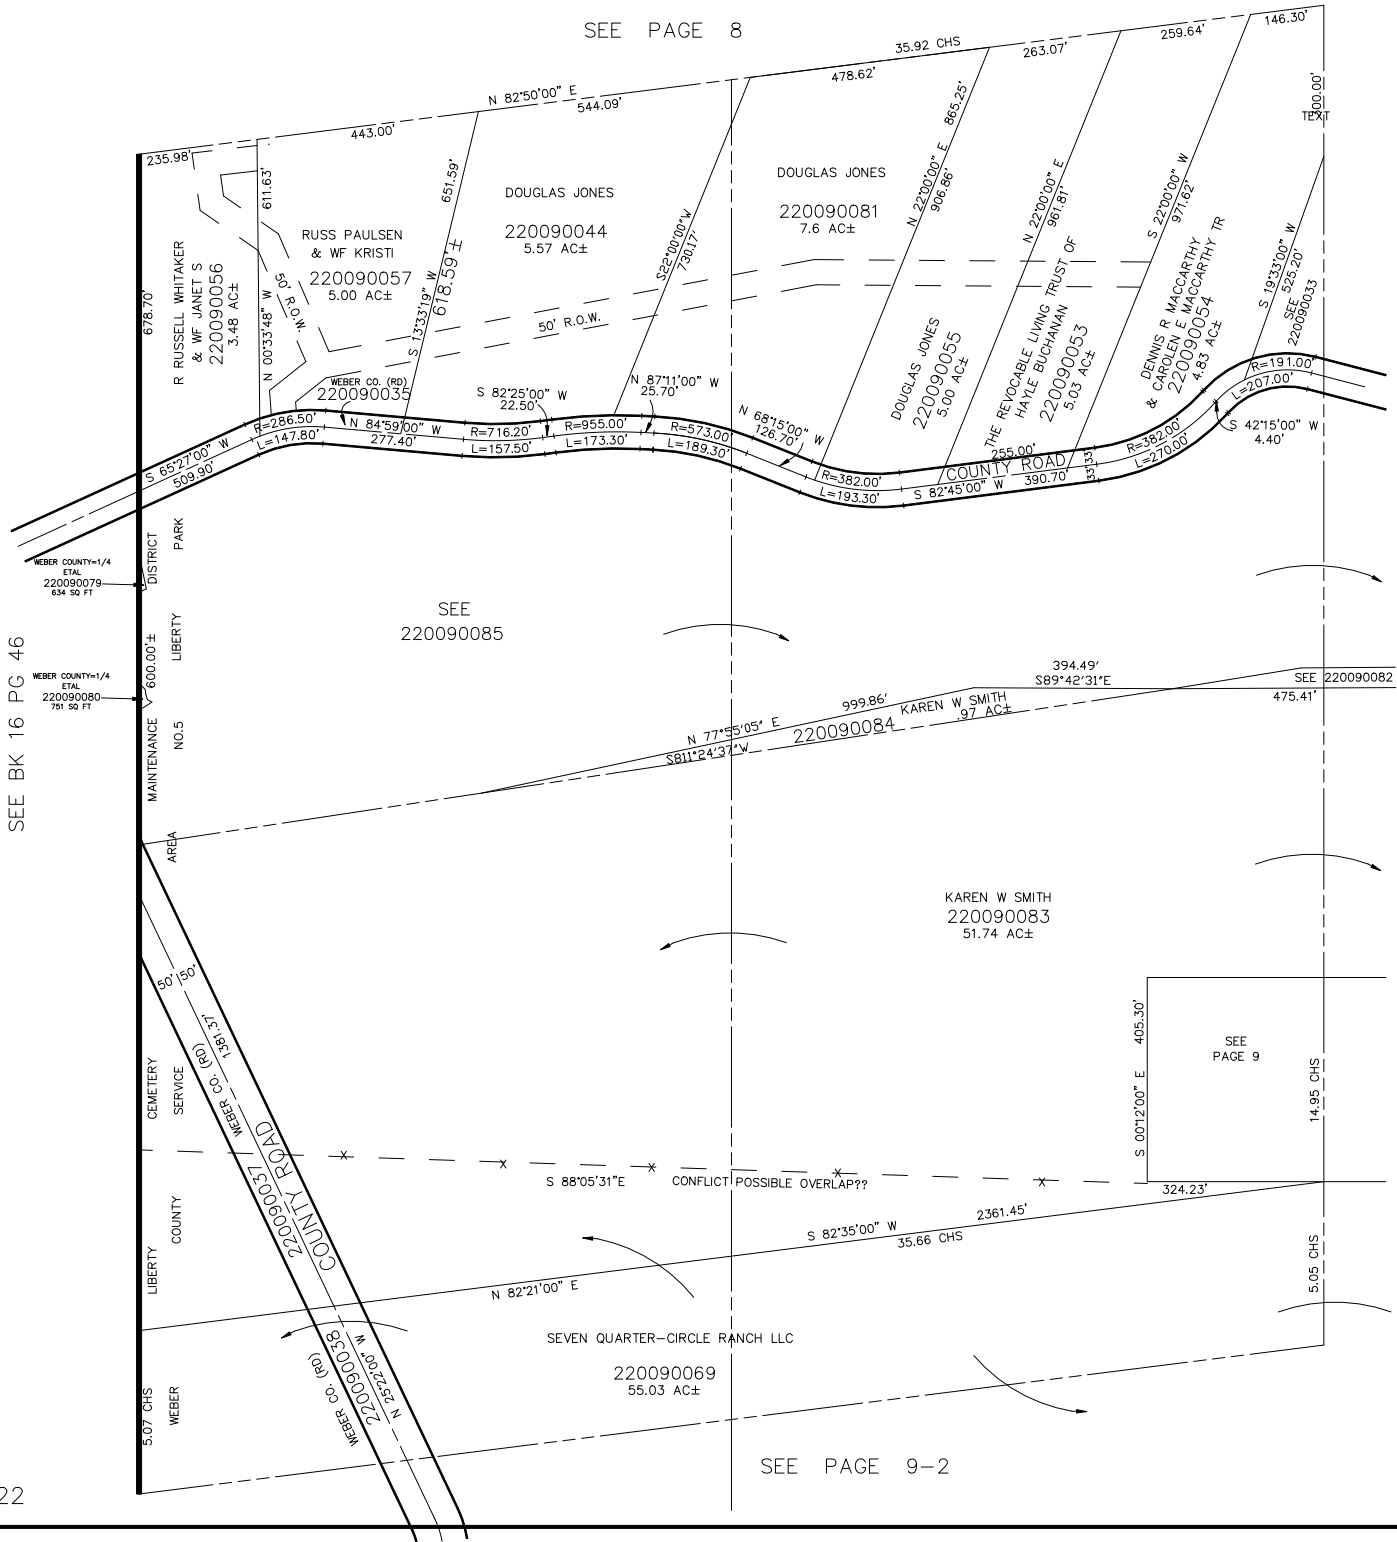 SEE PAGE 8
146.30'
259.64'
35.92 CHS
263.07'
478.62'
N 82°50'00" E
544.09'
443.00'
235.98'
TEXT
678.70'
R RUSSELL WHITAKER
& WF JANET S
220090056
3.48 AC±
611.63'
N 00°33'48" W
RUSS PAULSEN
& WF KRISTI
220090057
5.00 AC±
50' R.O.W.
651.59'
S 13°33'19" W
618.59'±
DOUGLAS JONES
220090044
5.57 AC±
50' R.O.W.
S22°00'00"W
730.17'
DOUGLAS JONES
220090081
7.6 AC±
865.25'
N 22°00'00" E
906.86'
DOUGLAS JONES
220090055
5.00 AC±
N 22°00'00" E
961.81'
THE REVOCABLE LIVING TRUST OF
HAYLE BUCHANAN
220090053
5.03 AC±
S 22°00'00" W
971.62'
DENNIS R MACCARTHY
& CAROLEN E MACCARTHY TR
220090054
4.83 AC±
S 19°33'00" W
525.20'
SEE
220090033
WEBER CO. (RD)
220090035
S 65°27'00" W
509.90'
R=286.50'
L=147.80'
N 84°59'00" W
277.40'
R=716.20'
L=157.50'
S 82°25'00" W
22.50'
R=955.00'
L=173.30'
N 87°11'00" W
25.70'
R=573.00'
L=189.30'
N 68°15'00" W
126.70'
R=382.00'
L=193.30'
255.00'
COUNTY ROAD
S 82°45'00" W 390.70'
33'33'
R=382.00'
L=270.00'
S 42°15'00" W
4.40'
R=191.00'
L=207.00'
DISTRICT
PARK
WEBER COUNTY=1/4
ETAL
220090079
634 SQ FT
600.00'±
LIBERTY
WEBER COUNTY=1/4
ETAL
220090080
751 SQ FT
SEE BK 16 PG 46
MAINTENANCE
NO.5
AREA
SEE
220090085
394.49'
S89°42'31"E
SEE 220090082
475.41'
999.86'
N 77°55'05" E
KAREN W SMITH
.97 AC±
220090084
S811°24'37"W
KAREN W SMITH
220090083
51.74 AC±
50' 50'
1381.37'
WEBER CO. (RD)
220090037
COUNTY ROAD
CEMETERY
SERVICE
405.30'
S 00°12'00" E
SEE
PAGE 9
14.95 CHS
S 88°05'31"E
CONFLICT POSSIBLE OVERLAP??
324.23'
2361.45'
S 82°35'00" W
35.66 CHS
N 82°21'00" E
5.05 CHS
LIBERTY
COUNTY
SEVEN QUARTER-CIRCLE RANCH LLC
220090069
55.03 AC±
WEBER CO. (RD)
220090038
N 25°22'00" W
5.07 CHS
WEBER
SEE PAGE 9-2
22